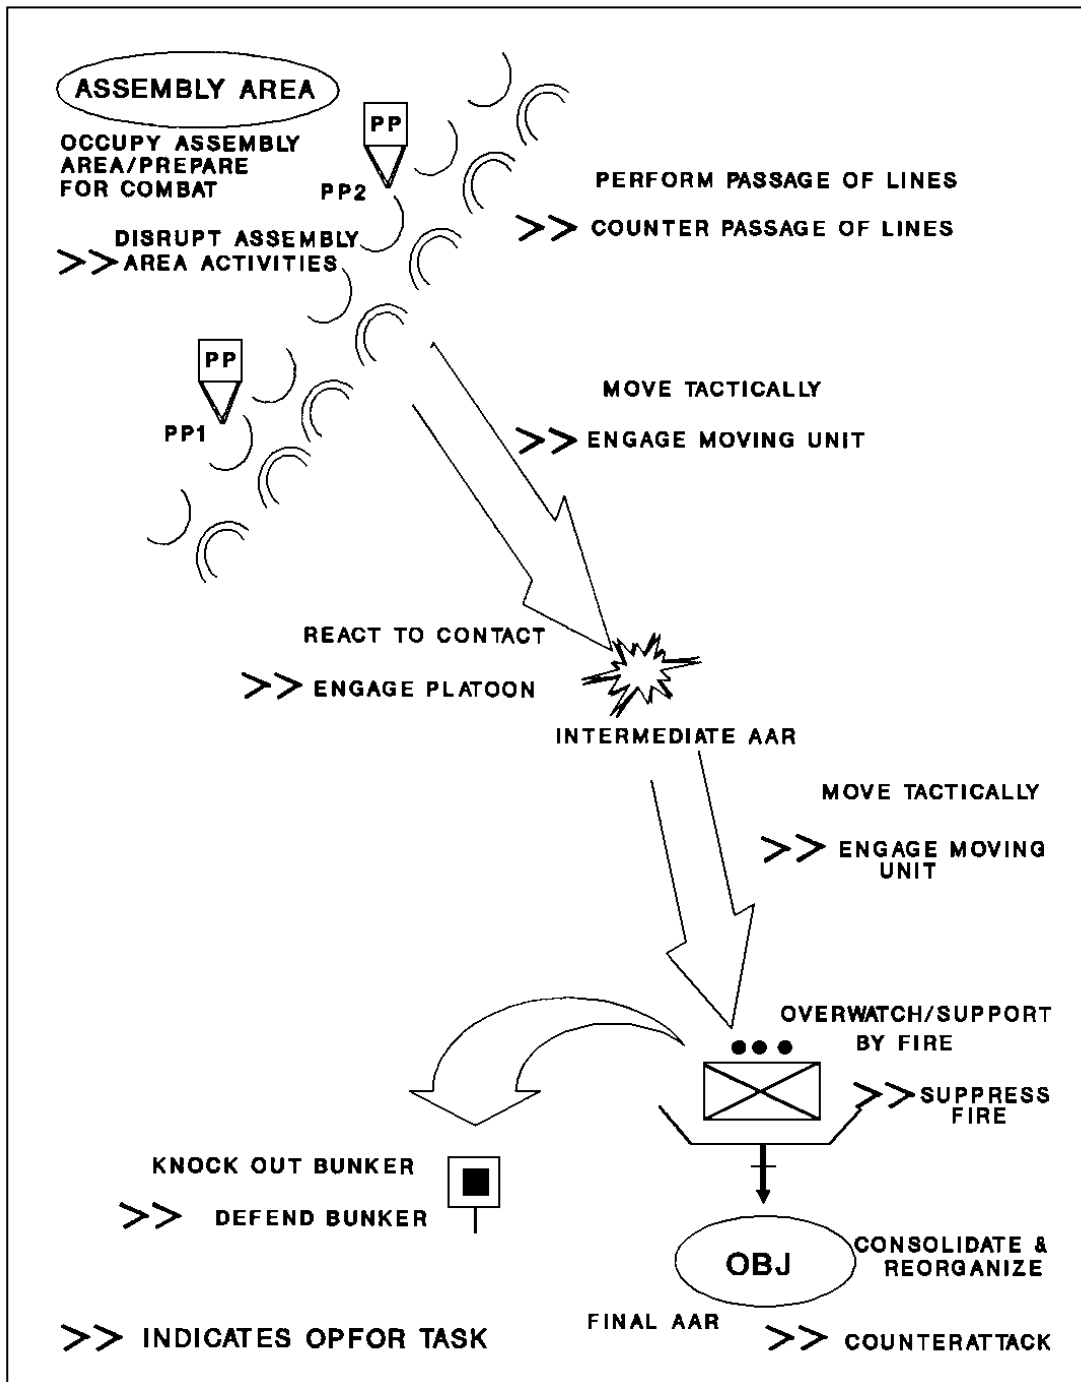 ASSEMBLY AREA
OCCUPY ASSEMBLY
AREA/PREPARE
FOR COMBAT
PP
PP2
PERFORM PASSAGE OF LINES
>> COUNTER PASSAGE OF LINES
DISRUPT ASSEMBLY
>> AREA ACTIVITIES
PP
PP1
MOVE TACTICALLY
>> ENGAGE MOVING UNIT
REACT TO CONTACT
>> ENGAGE PLATOON
INTERMEDIATE AAR
MOVE TACTICALLY
>> ENGAGE MOVING
UNIT
OVERWATCH/SUPPORT
BY FIRE
>> SUPPRESS
FIRE
KNOCK OUT BUNKER
>> DEFEND BUNKER
OBJ
CONSOLIDATE &
REORGANIZE
FINAL AAR
>> COUNTERATTACK
>> INDICATES OPFOR TASK